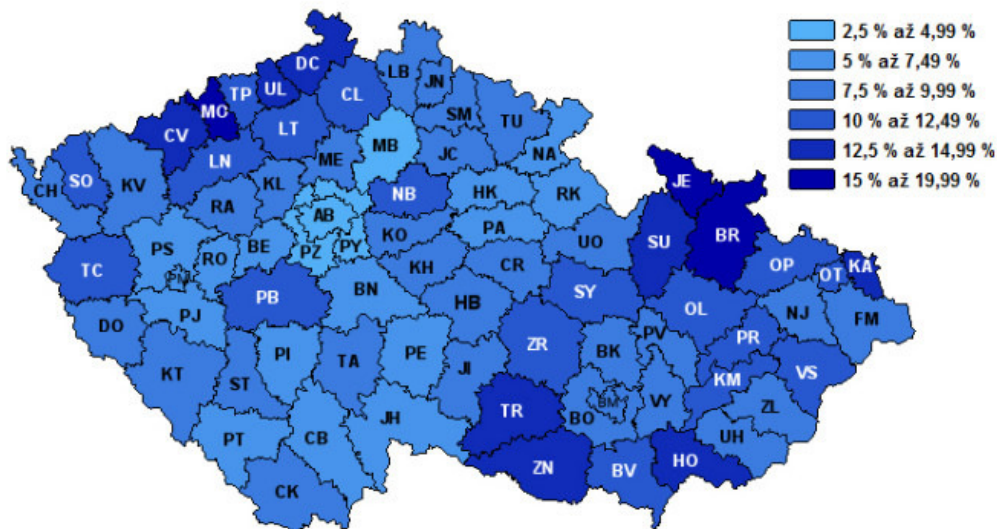 2,5 % až 4,99 %
5 % až 7,49 %
7,5 % až 9,99 %
10 % až 12,49 %
12,5 % až 14,99 %
15 % až 19,99 %
DC
LB
JN
TP
UL
CL
MO
SM
TU
CV
LT
MB
NA
LN
ME
JC
CH
SO
KV
KL
HK
RK
JE
RA
NB
AB
PA
BR
PS
BE
PZ
PY
KO
UO
SU
TC
RO
PM
KH
CR
OP
KA
OT
PB
BN
HB
SY
OL
NJ
FM
DO
PJ
PV
PR
PI
TA
PE
ZR
BK
KT
ST
JI
KM
VS
TR
BO
BM
VY
ZL
JH
PT
CB
UH
ZN
BV
HO
CK